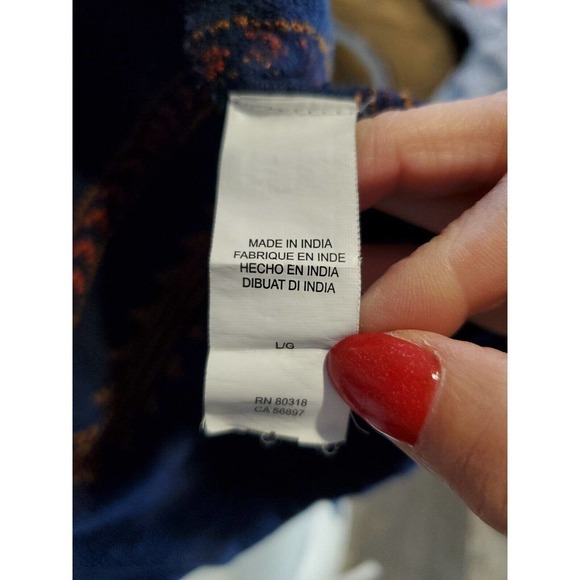 MADE IN INDIA
FABRIQUE EN INDE
HECHO EN INDIA
DIBUAT DI INDIA
L/G
RN 80318
CA 56897